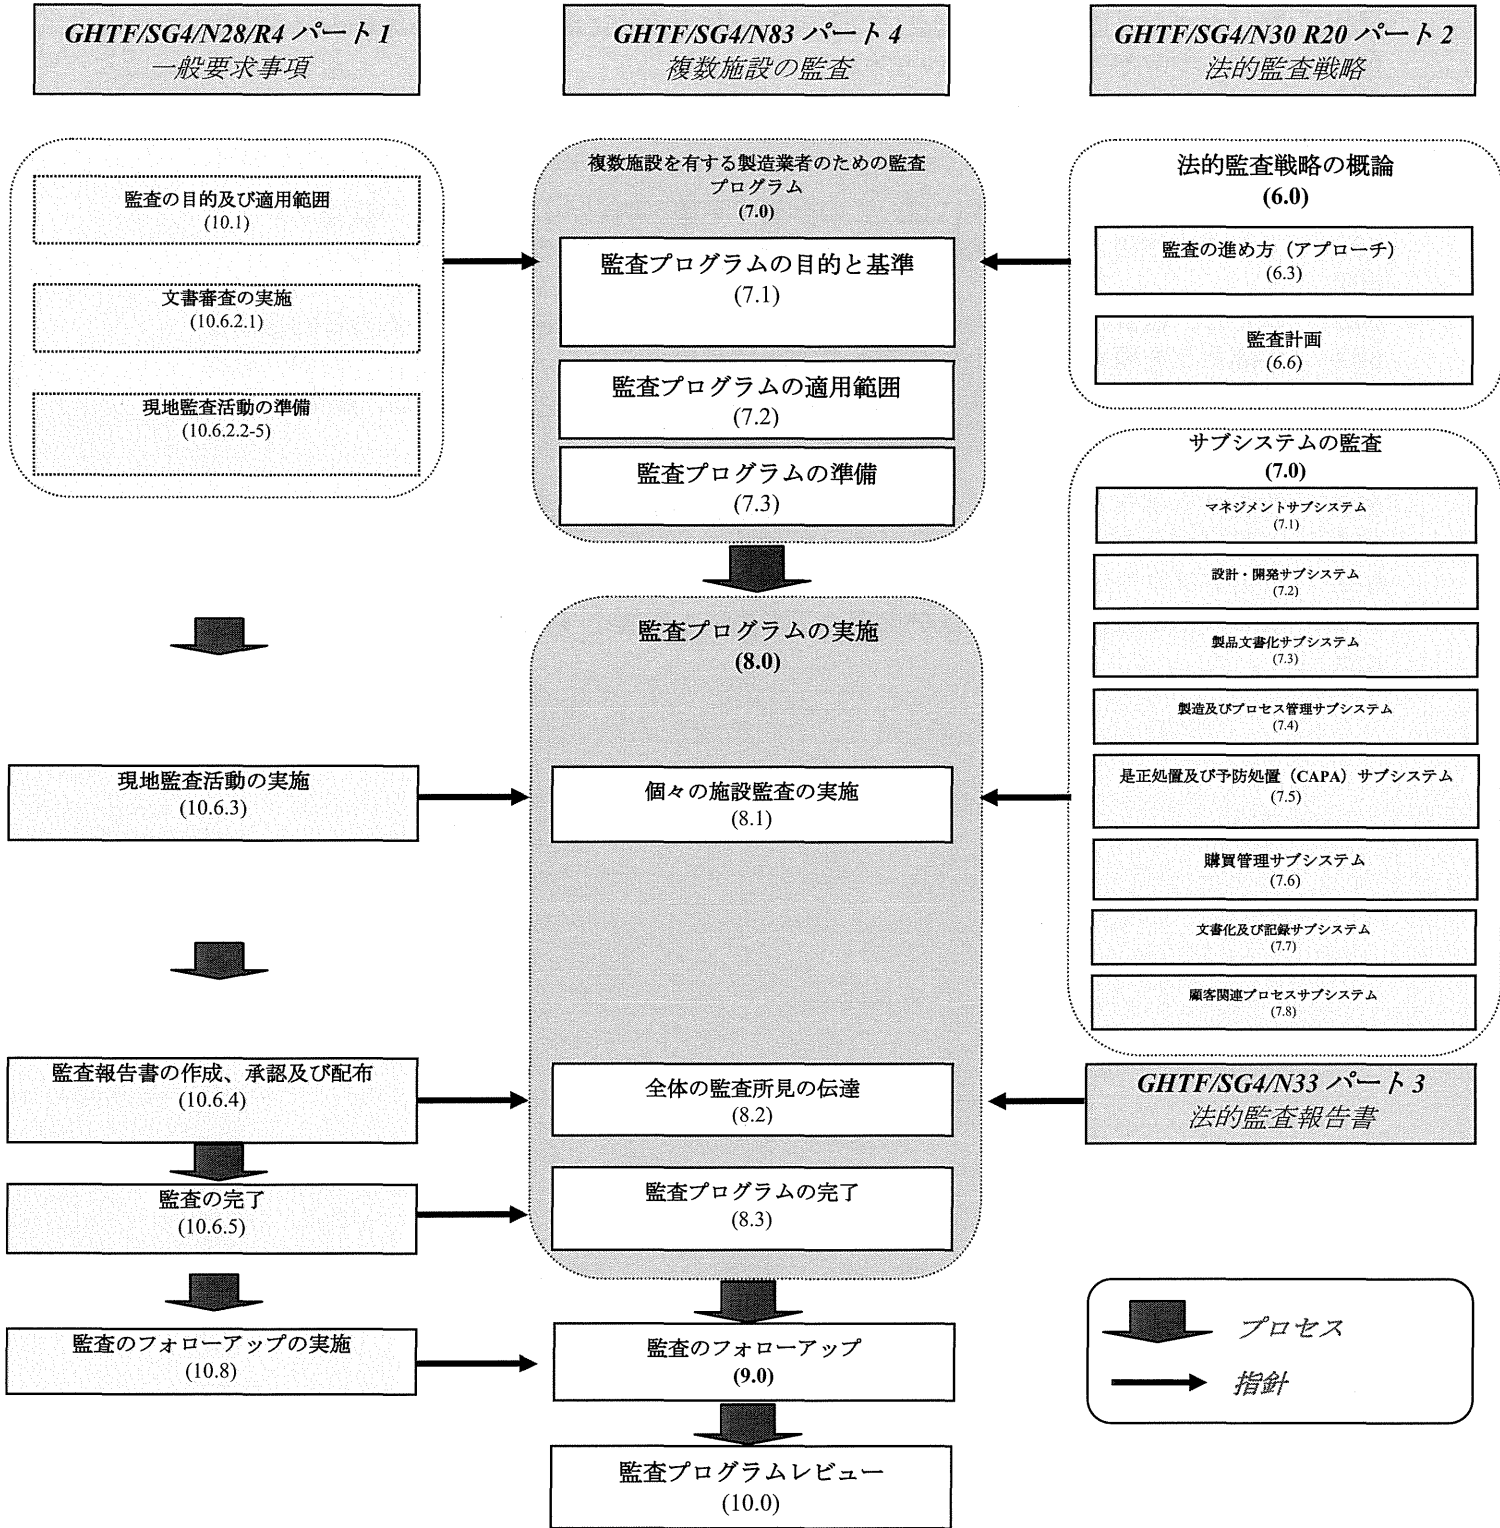 GHTF/SG4/N28/R4 パート 1
一般要求事項
監査の目的及び適用範囲
(10.1)
文書審査の実施
(10.6.2.1)
現地監査活動の準備
(10.6.2.2-5)
現地監査活動の実施
(10.6.3)
監査報告書の作成、承認及び配布
(10.6.4)
監査の完了
(10.6.5)
監査のフォローアップの実施
(10.8)
GHTF/SG4/N83 パート 4
複数施設の監査
複数施設を有する製造業者のための監査
プログラム
(7.0)
監査プログラムの目的と基準
(7.1)
監査プログラムの適用範囲
(7.2)
監査プログラムの準備
(7.3)
監査プログラムの実施
(8.0)
個々の施設監査の実施
(8.1)
全体の監査所見の伝達
(8.2)
監査プログラムの完了
(8.3)
監査のフォローアップ
(9.0)
監査プログラムレビュー
(10.0)
GHTF/SG4/N30 R20 パート 2
法的監査戦略
法的監査戦略の概論
(6.0)
監査の進め方（アプローチ）
(6.3)
監査計画
(6.6)
サブシステムの監査
(7.0)
マネジメントサブシステム
(7.1)
設計・開発サブシステム
(7.2)
製品文書化サブシステム
(7.3)
製造及びプロセス管理サブシステム
(7.4)
是正処置及び予防処置（CAPA）サブシステム
(7.5)
購買管理サブシステム
(7.6)
文書化及び記録サブシステム
(7.7)
顧客関連プロセスサブシステム
(7.8)
GHTF/SG4/N33 パート 3
法的監査報告書
プロセス
指針